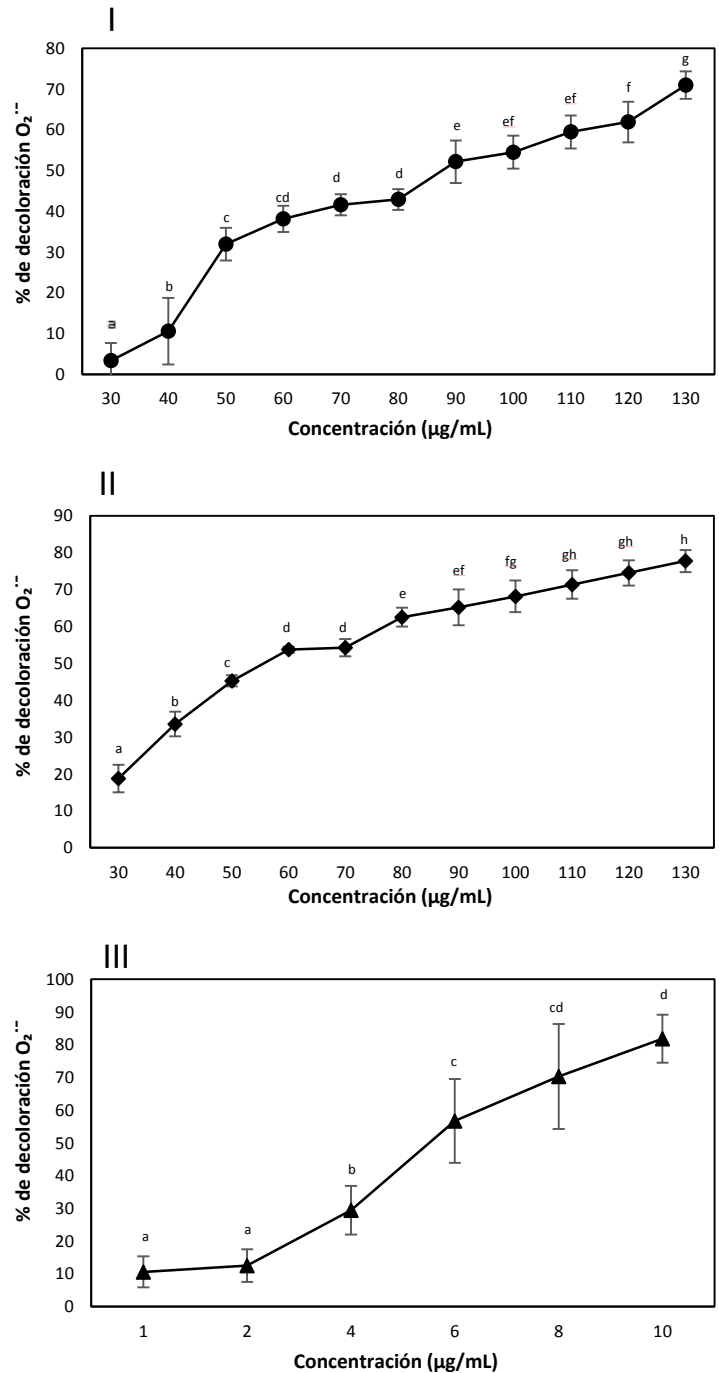 I
80
70
60
50
40
30
20
10
0
% de decoloración O₂˙⁻
a
b
c
cd
d
d
e
ef
ef
f
g
30 40 50 60 70 80 90 100 110 120 130
Concentración (µg/mL)
II
90
80
70
60
50
40
30
20
10
0
% de decoloración O₂˙⁻
a
b
c
d
d
e
ef
fg
gh
gh
h
30 40 50 60 70 80 90 100 110 120 130
Concentración (µg/mL)
III
100
90
80
70
60
50
40
30
20
10
0
% de decoloración O₂˙⁻
a
a
b
c
cd
d
1 2 4 6 8 10
Concentración (µg/mL)